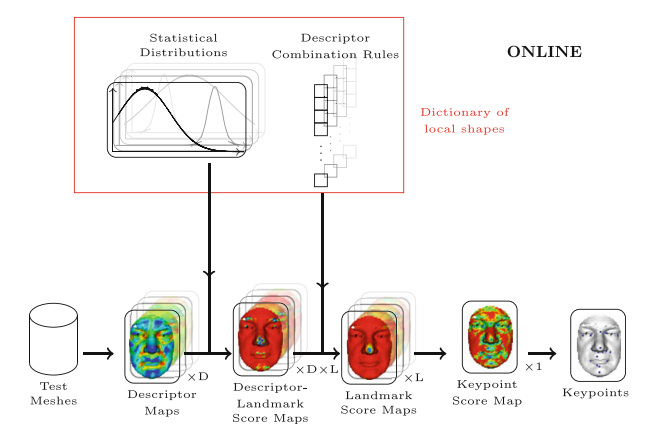 Statistical
Distributions
Descriptor
Combination Rules
ONLINE
Dictionary of
local shapes
Test
Meshes
×D
Descriptor
Maps
×D×L
Descriptor-
Landmark
Score Maps
×L
Landmark
Score Maps
×1
Keypoint
Score Map
Keypoints